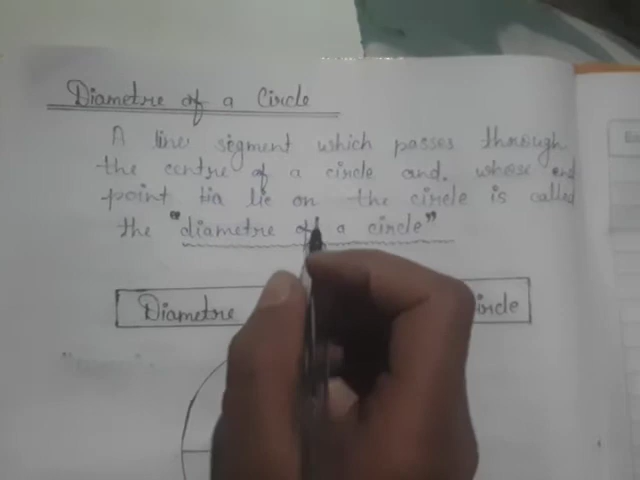 Diametre of a Circle
A line segment which passes through
the centre of a circle and whose end
point lie on the circle is called
the "diametre of a circle"
Diametre ircle